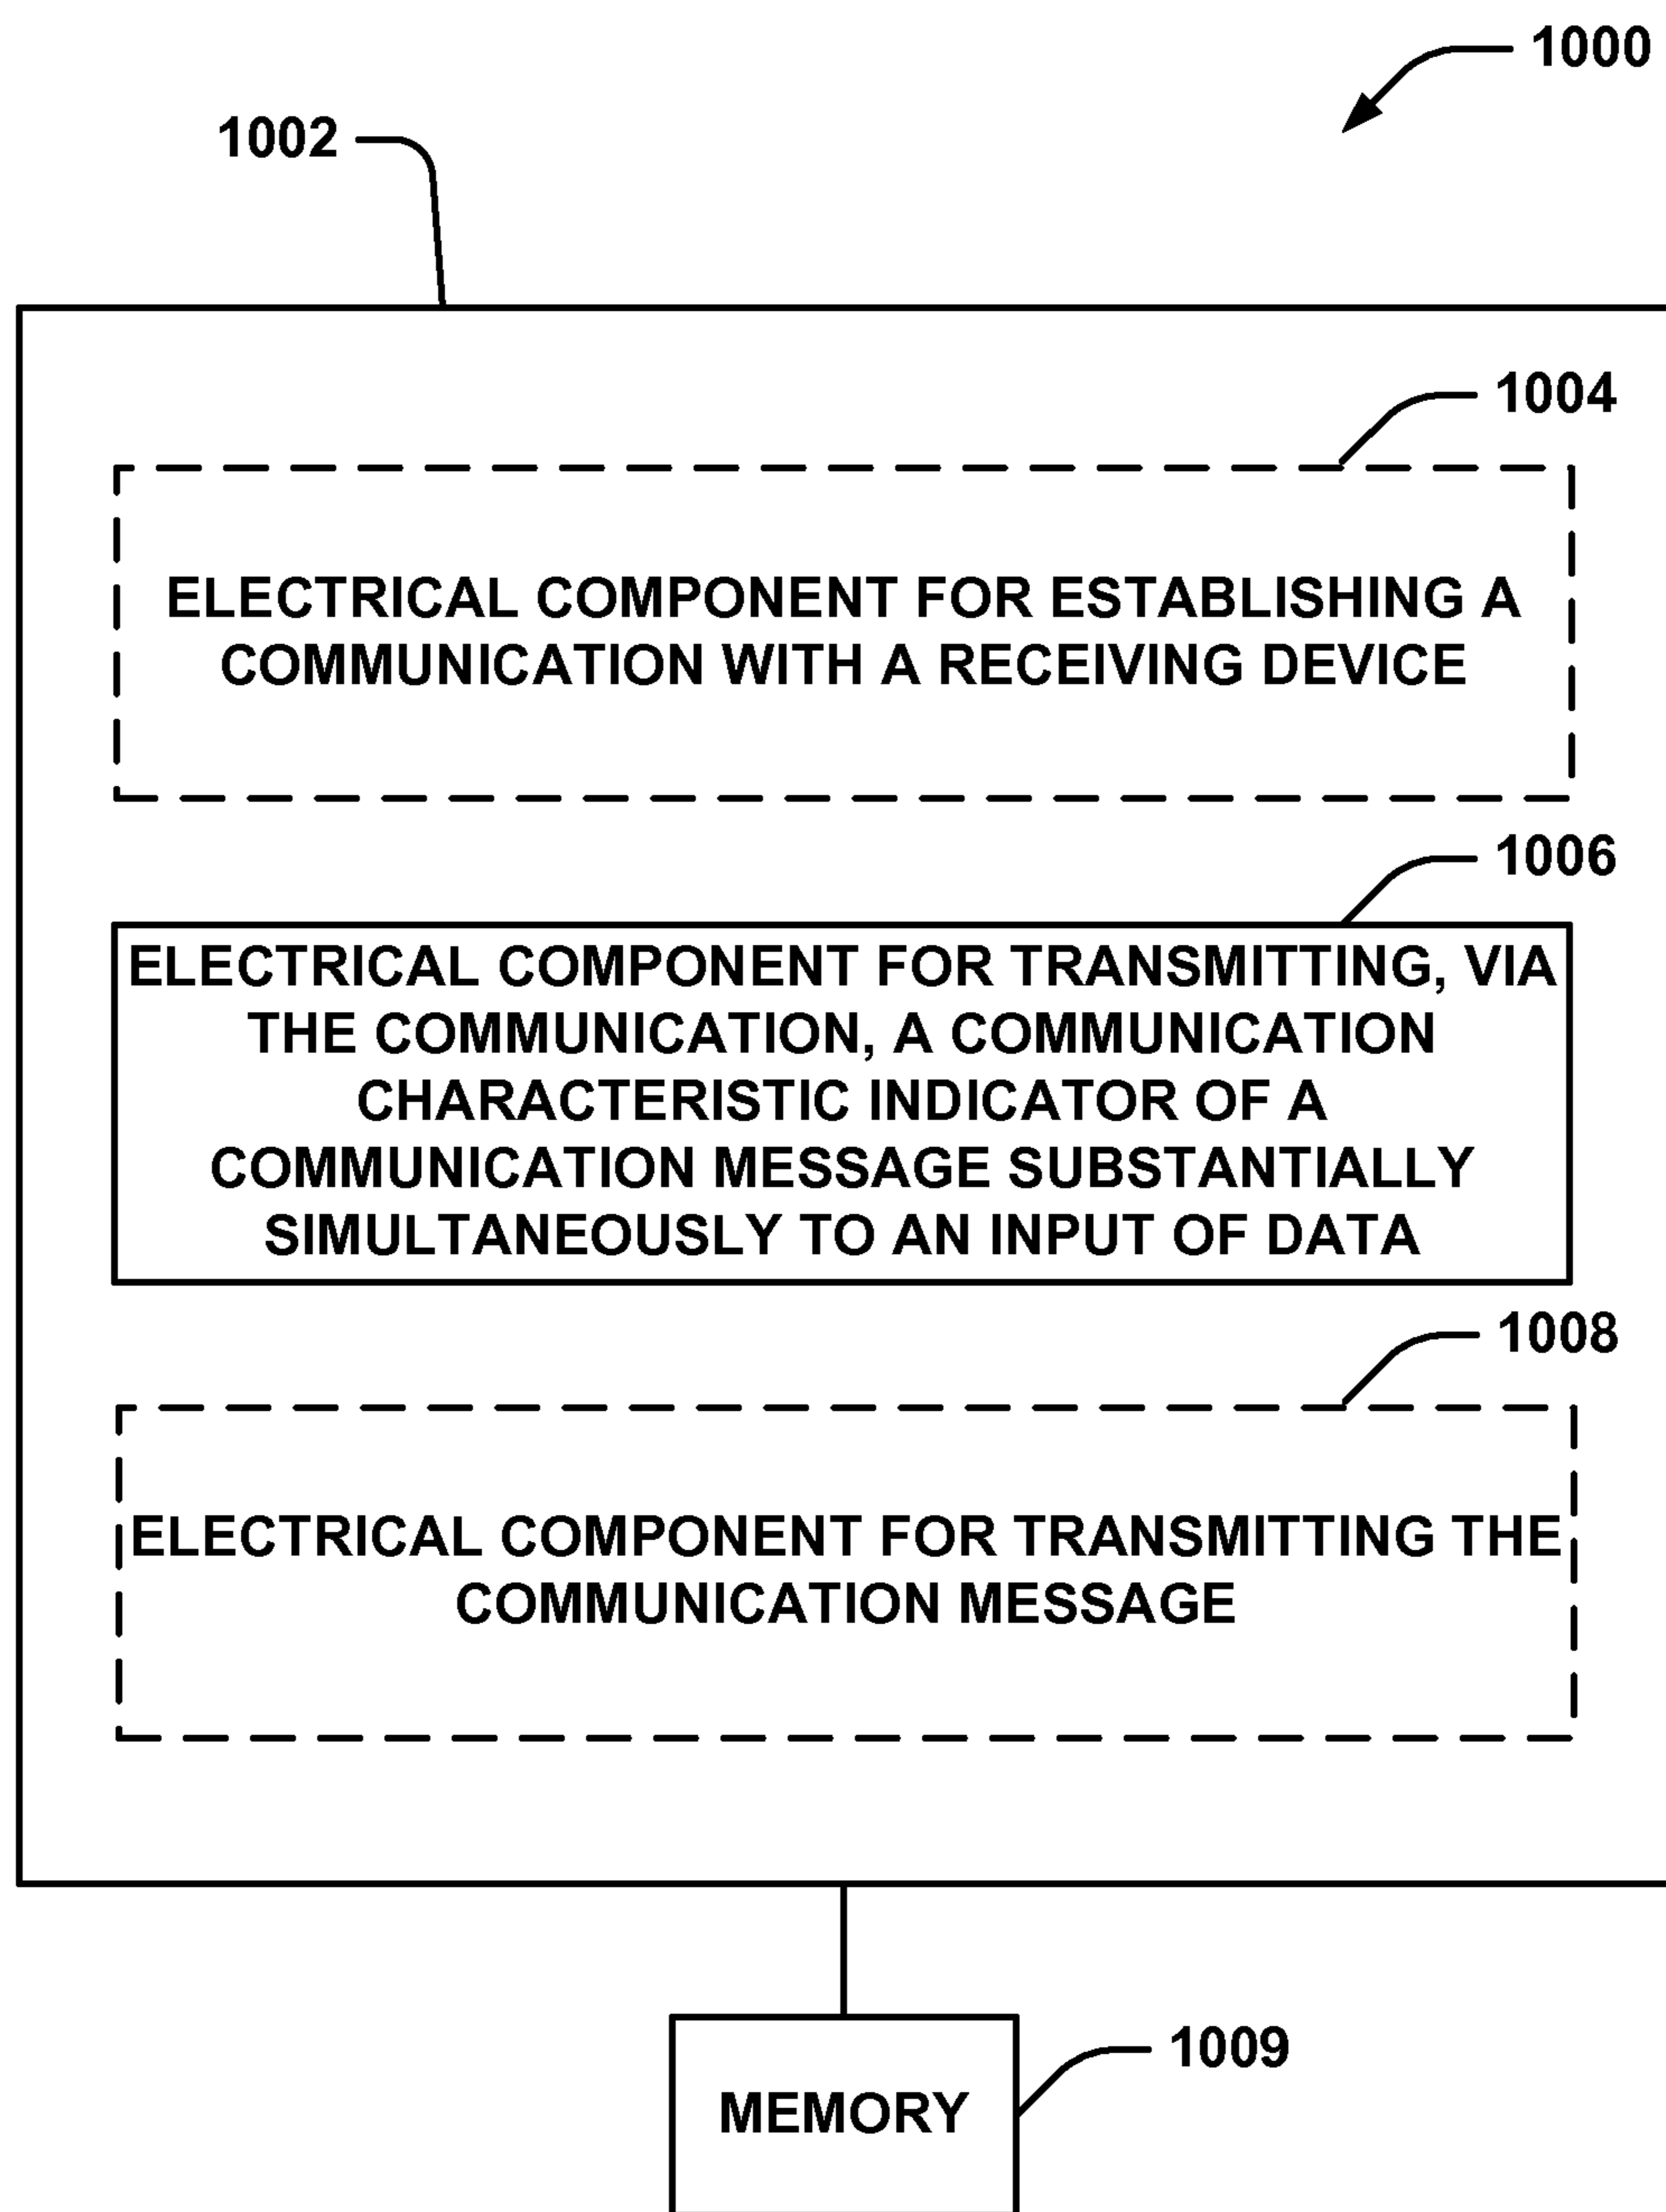 1000
1002
1004
ELECTRICAL COMPONENT FOR ESTABLISHING A
COMMUNICATION WITH A RECEIVING DEVICE
1006
ELECTRICAL COMPONENT FOR TRANSMITTING, VIA
THE COMMUNICATION, A COMMUNICATION
CHARACTERISTIC INDICATOR OF A
COMMUNICATION MESSAGE SUBSTANTIALLY
SIMULTANEOUSLY TO AN INPUT OF DATA
1008
ELECTRICAL COMPONENT FOR TRANSMITTING THE
COMMUNICATION MESSAGE
1009
MEMORY